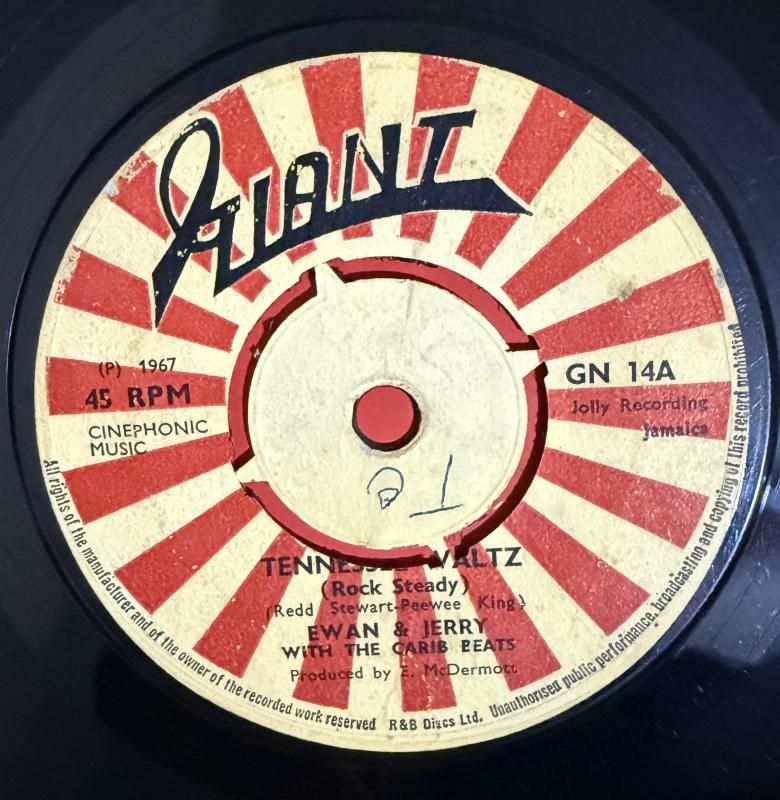 GIANT
(P) 1967
45 RPM
CINEPHONIC
MUSIC
GN 14A
Jolly Recording
Jamaica
TENNESSEE WALTZ
(Rock Steady)
(Redd Stewart-Peewee King)
EWAN & JERRY
WITH THE CARIB BEATS
Produced by E. McDermott
All rights of the manufacturer and of the owner of the recorded work reserved R&B Discs Ltd. Unauthorised public performance, broadcasting and copying of this record prohibited